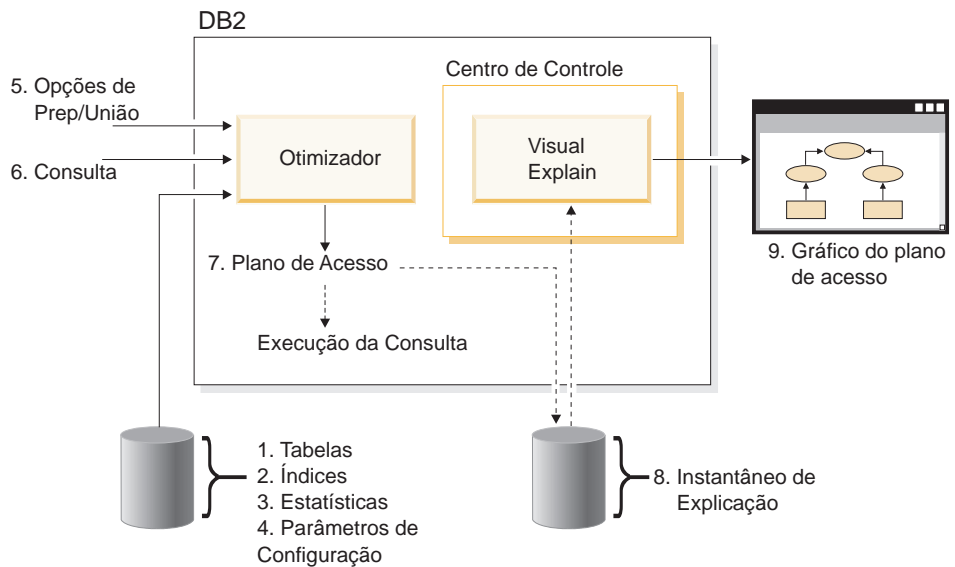 DB2
Centro de Controle
5. Opções de
Prep/União
6. Consulta
Otimizador
Visual
Explain
7. Plano de Acesso
9. Gráfico do plano
de acesso
Execução da Consulta
1. Tabelas
2. Índices
3. Estatísticas
4. Parâmetros de
Configuração
8. Instantâneo de
Explicação